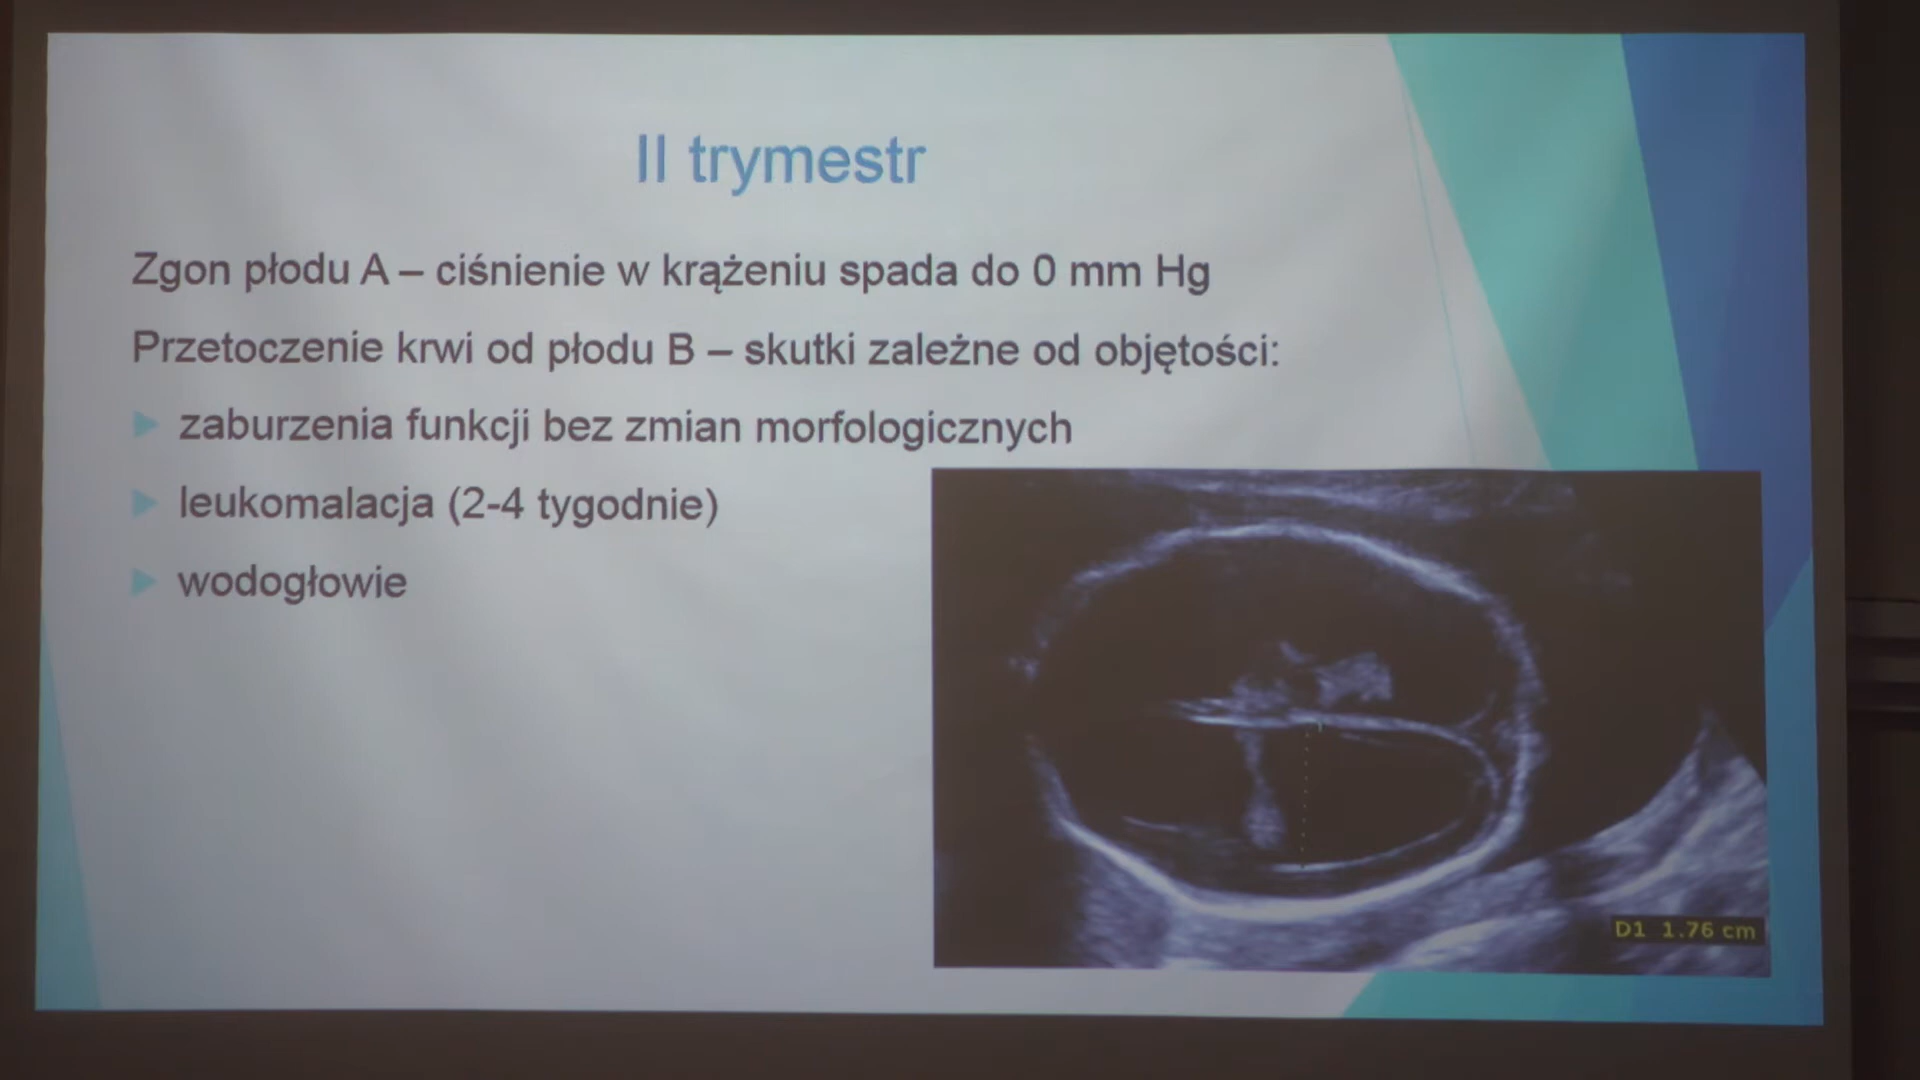 II trymestr
Zgon płodu A – ciśnienie w krążeniu spada do 0 mm Hg
Przetoczenie krwi od płodu B – skutki zależne od objętości:
zaburzenia funkcji bez zmian morfologicznych
leukomalacja (2-4 tygodnie)
wodogłowie
D1 1.76 cm